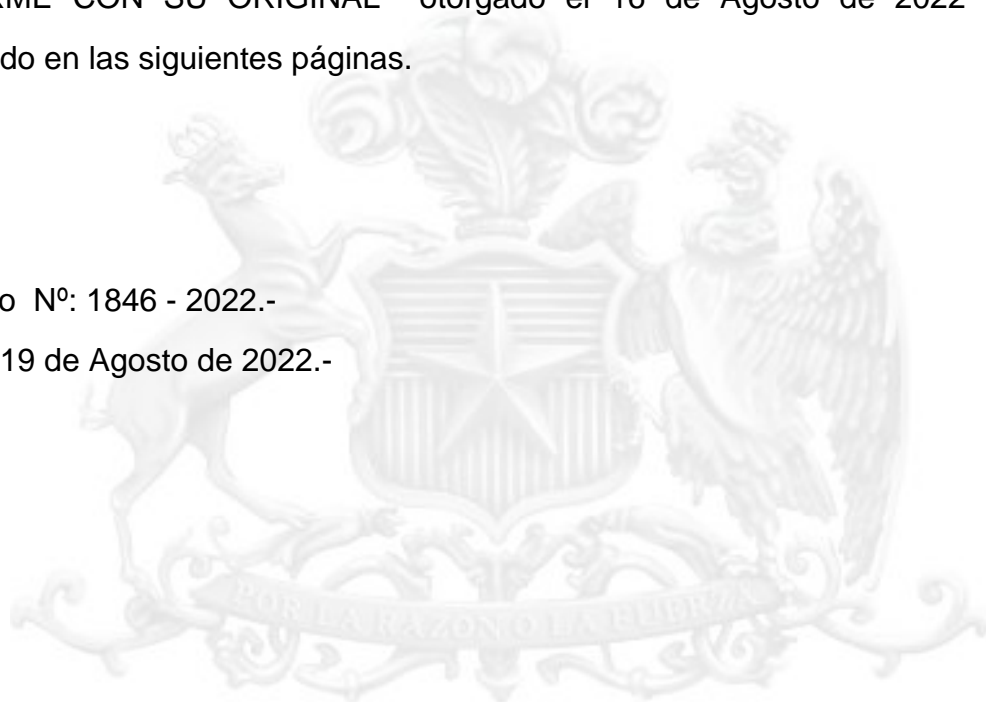 RME CON SU ORIGINAL otorgado el 16 de Agosto de 2022
do en las siguientes páginas.
o Nº: 1846 - 2022.-
19 de Agosto de 2022.-
POR LA RAZON O LA FUERZA